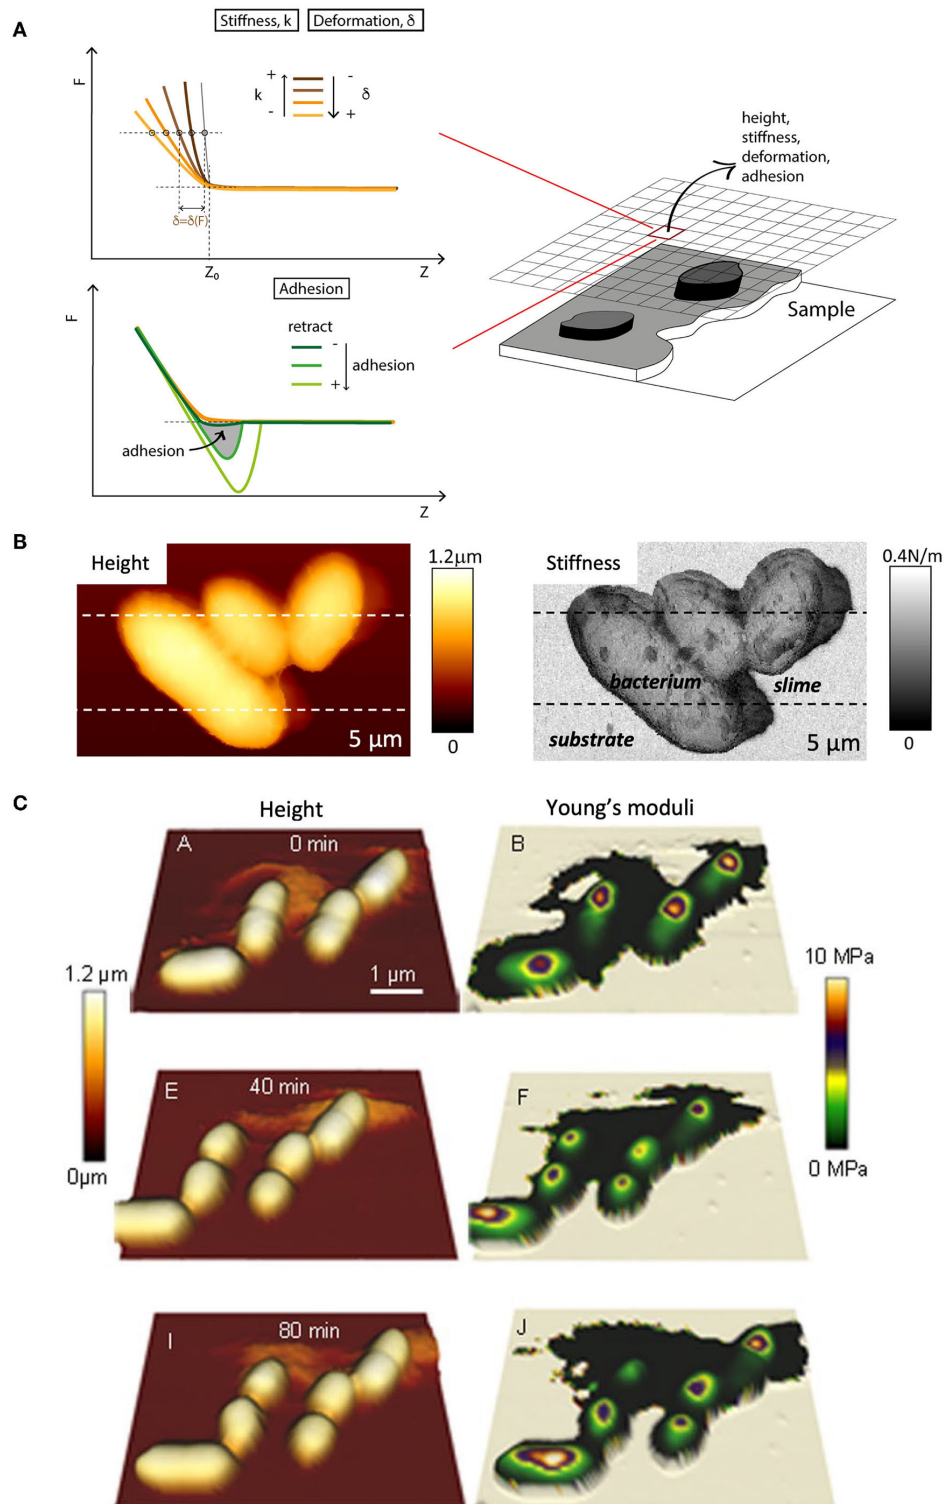 A
Stiffness, k
Deformation, δ
F
+
k
-
-
δ
+
δ=δ(F)
Z₀
Z
height,
stiffness,
deformation,
adhesion
Sample
Adhesion
F
retract
-
adhesion
+
adhesion
Z
B
Height
1.2µm
5 µm
0
Stiffness
0.4N/m
bacterium
slime
substrate
5 µm
0
C
Height
Young's moduli
A
0 min
B
1.2 µm
1 µm
10 MPa
E
40 min
F
0µm
0 MPa
I
80 min
J